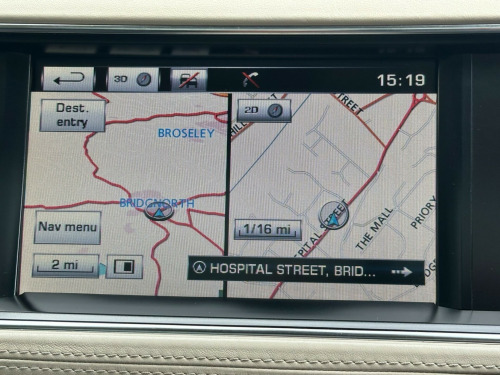 3D
15:19
Dest.
entry
BROSELEY
BRIDGNORTH
Nav menu
2 mi
2D
STREET
1/16 mi
THE MALL
PRIORY
HOSPITAL STREET, BRID...